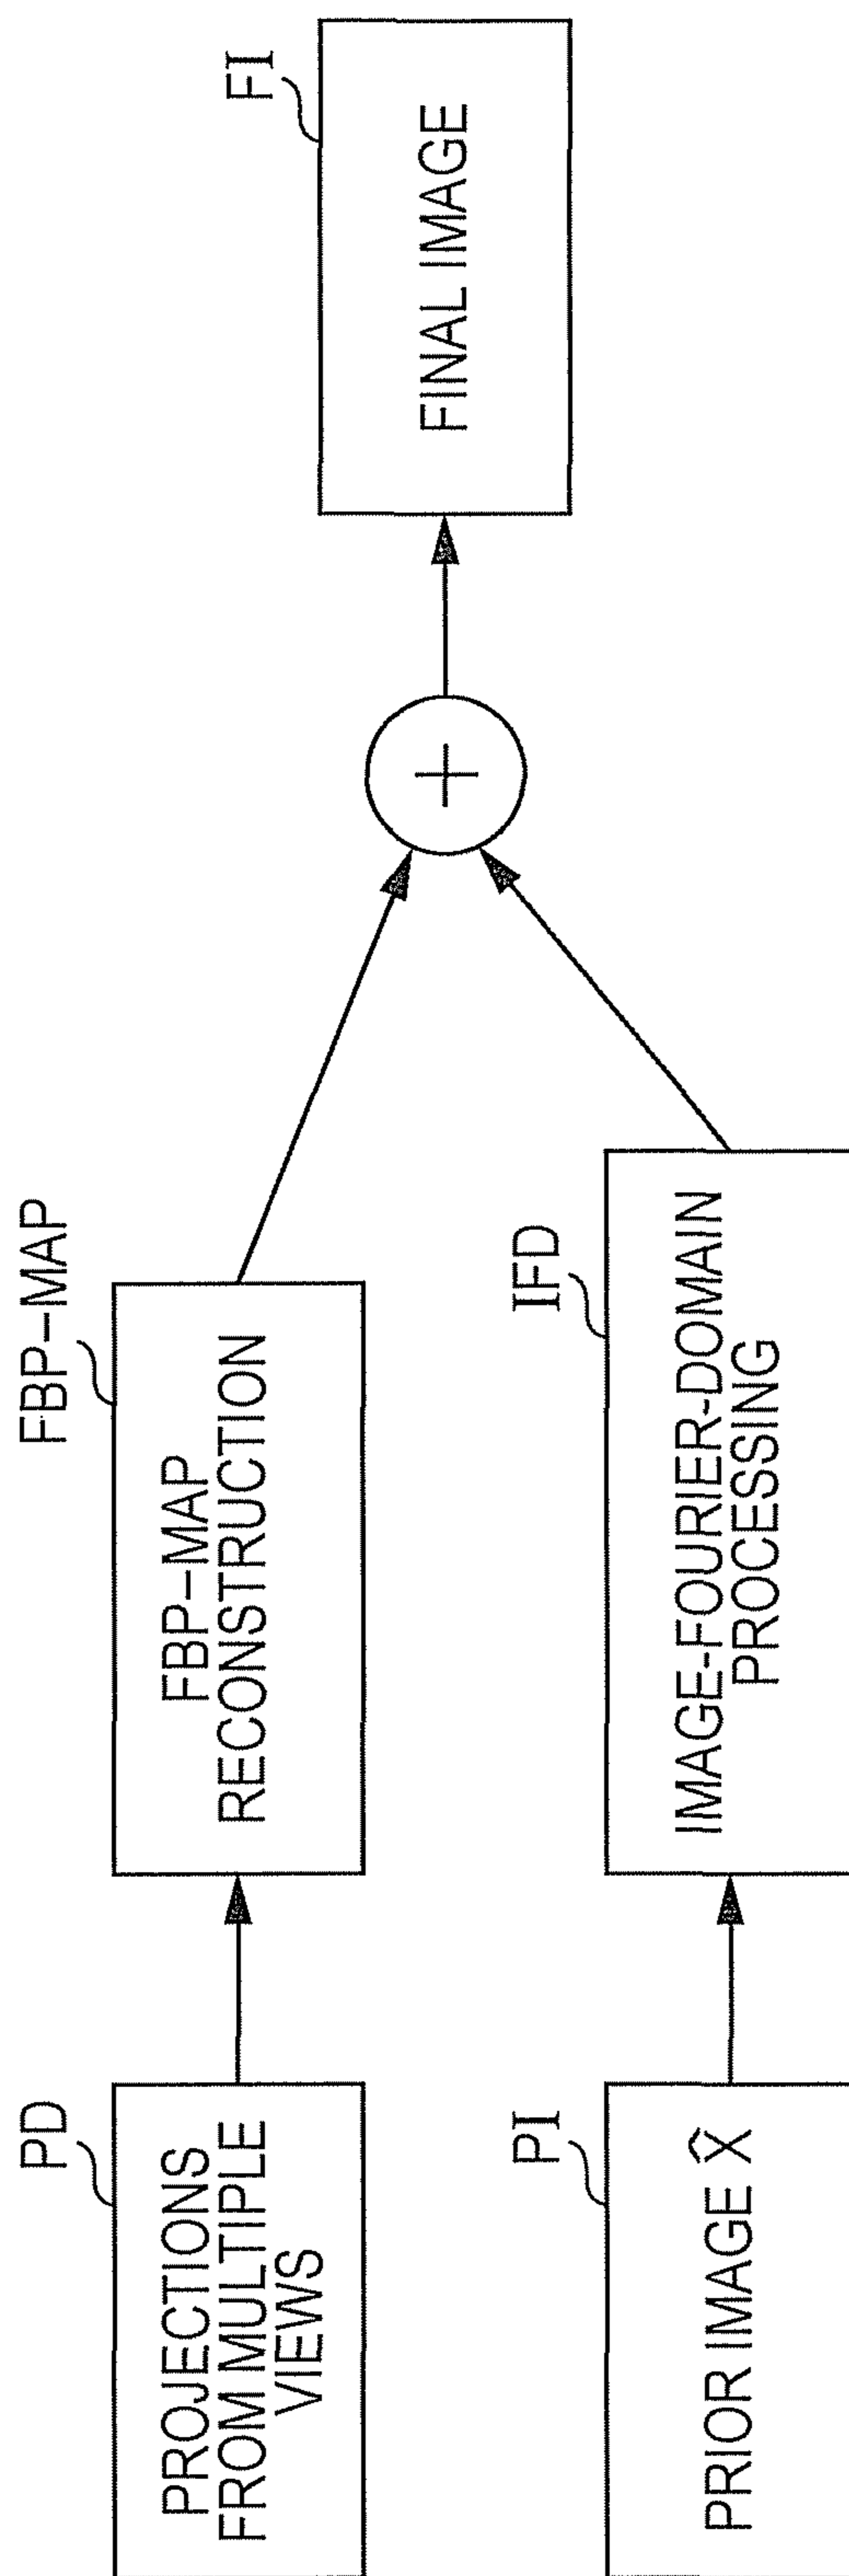 PD
PROJECTIONS
FROM MULTIPLE
VIEWS
FBP-MAP
FBP-MAP
RECONSTRUCTION
PI
PRIOR IMAGE X̂
IFD
IMAGE-FOURIER-DOMAIN
PROCESSING
+
FI
FINAL IMAGE